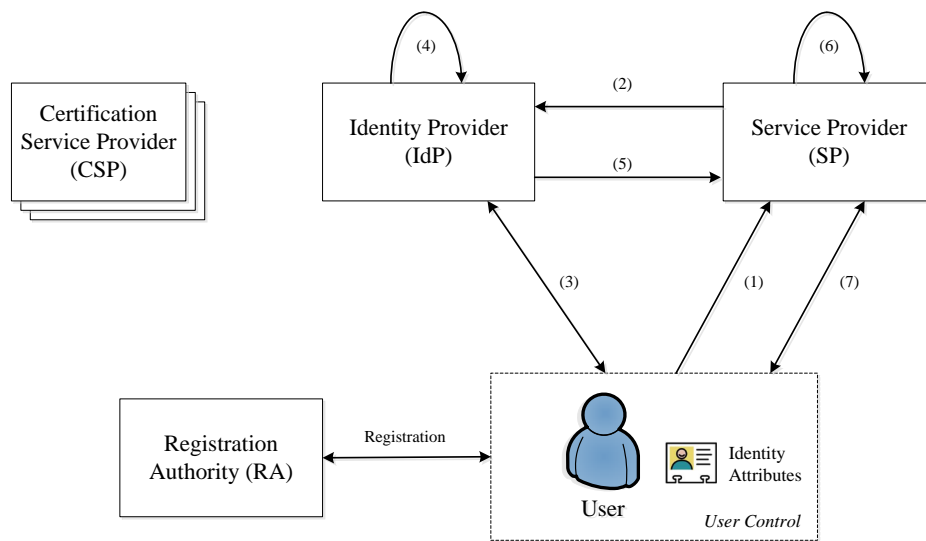 (4)
(6)
Certification
Service Provider
(CSP)
Identity Provider
(IdP)
(2)
(5)
Service Provider
(SP)
(3)
(1)
(7)
Registration
Authority (RA)
Registration
User
Identity
Attributes
User Control